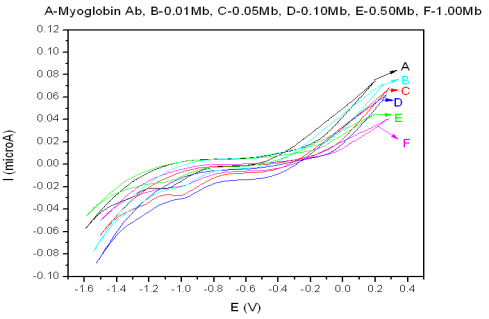 A-Myoglobin Ab, B-0.01Mb, C-0.05Mb, D-0.10Mb, E-0.50Mb, F-1.00Mb
0.12
0.10
0.08
0.06
0.04
0.02
0.00
-0.02
-0.04
-0.06
-0.08
-0.10
I (microA)
A
B
C
D
E
F
-1.6 -1.4 -1.2 -1.0 -0.8 -0.6 -0.4 -0.2 0.0 0.2 0.4
E (V)